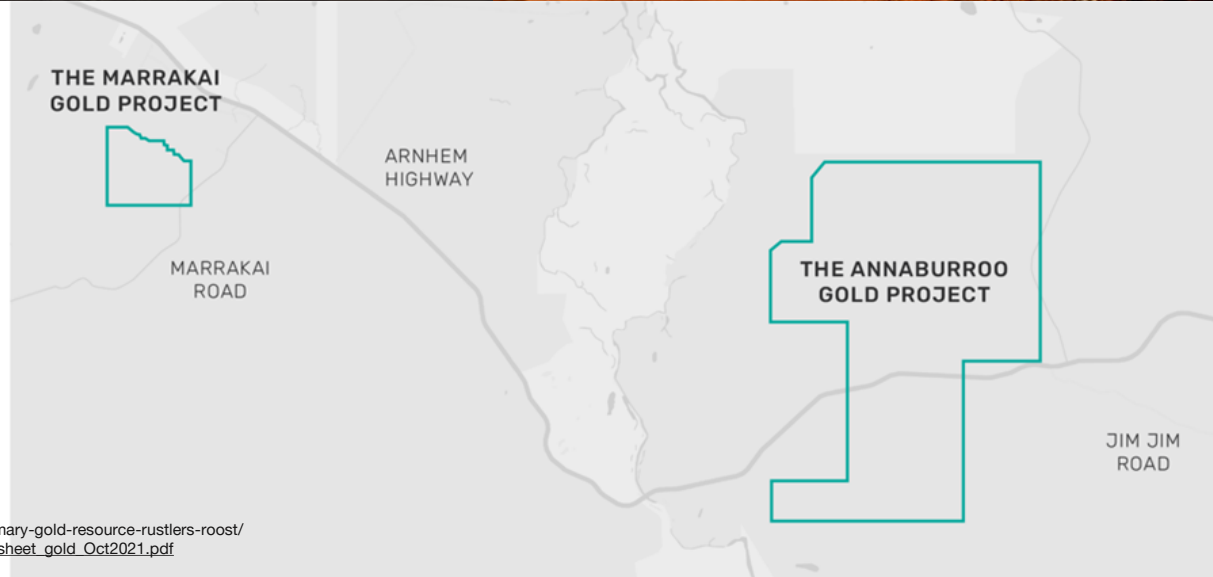 THE MARRAKAI
GOLD PROJECT
ARNHEM
HIGHWAY
MARRAKAI
ROAD
THE ANNABURROO
GOLD PROJECT
JIM JIM
ROAD
mary-gold-resource-rustlers-roost/
sheet_gold_Oct2021.pdf